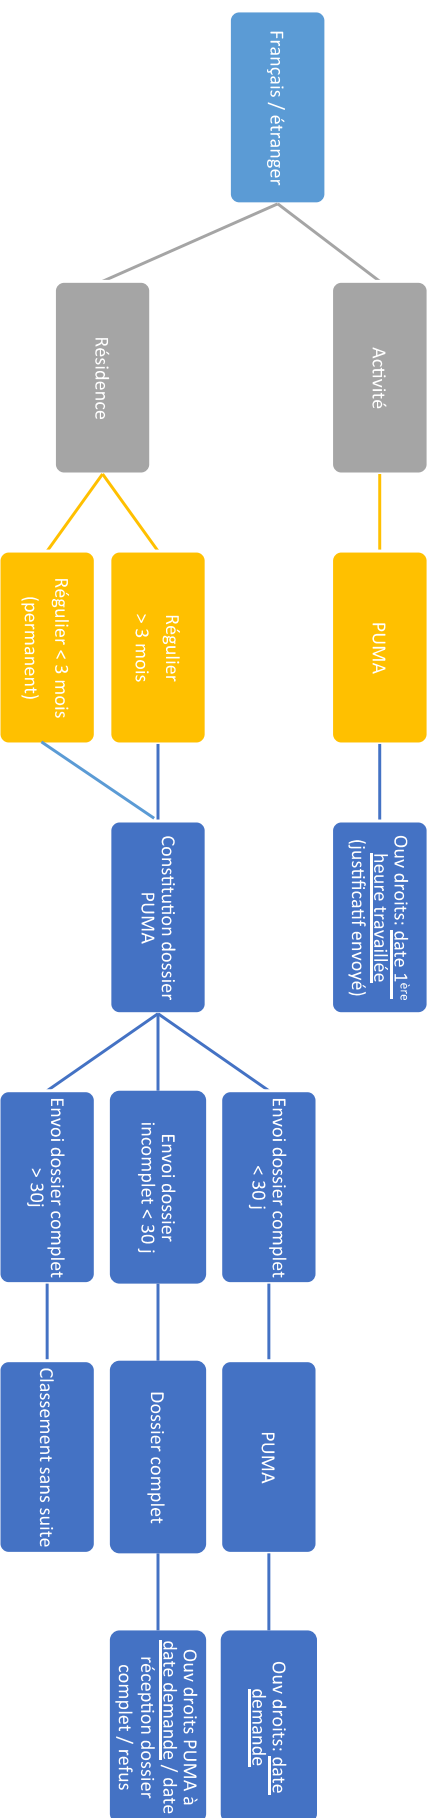 Français / étranger
Activité
PUMA
Ouv droits: date 1ère
heure travaillée
(justificatif envoyé)
Résidence
Régulier
> 3 mois
Régulier < 3 mois
(permanent)
Constitution dossier
PUMA
Envoi dossier complet
< 30 j
PUMA
Ouv droits: date
demande
Envoi dossier
incomplet < 30 j
Dossier complet
Ouv droits PUMA à
date demande / date
réception dossier
complet / refus
Envoi dossier complet
> 30j
Classement sans suite